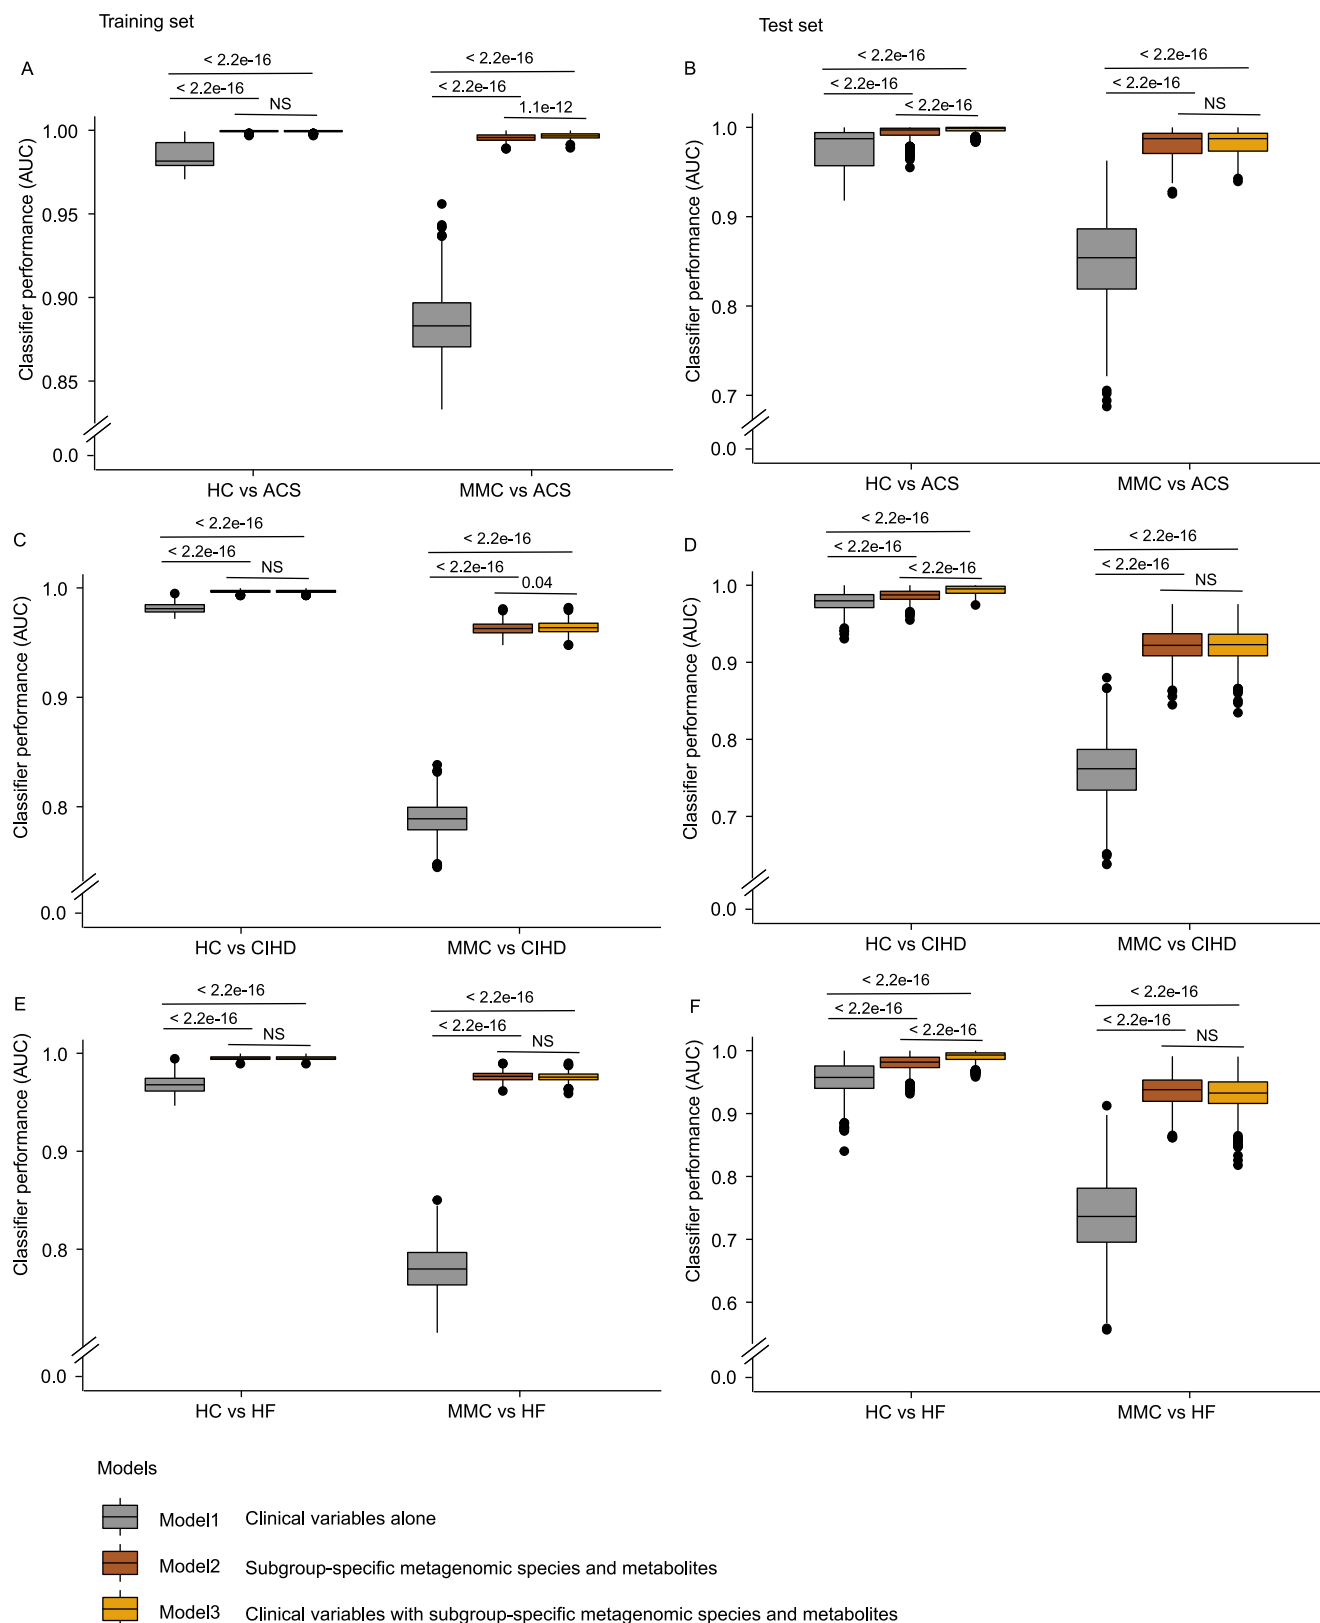 Training set
Test set
A
< 2.2e-16
< 2.2e-16
NS
< 2.2e-16
< 2.2e-16
1.1e-12
Classifier performance (AUC)
1.00
0.95
0.90
0.85
0.0
HC vs ACS
MMC vs ACS
B
< 2.2e-16
< 2.2e-16
< 2.2e-16
< 2.2e-16
< 2.2e-16
NS
Classifier performance (AUC)
1.0
0.9
0.8
0.7
0.0
HC vs ACS
MMC vs ACS
C
< 2.2e-16
< 2.2e-16
NS
< 2.2e-16
< 2.2e-16
0.04
Classifier performance (AUC)
1.0
0.9
0.8
0.0
HC vs CIHD
MMC vs CIHD
D
< 2.2e-16
< 2.2e-16
< 2.2e-16
< 2.2e-16
< 2.2e-16
NS
Classifier performance (AUC)
1.0
0.9
0.8
0.7
0.0
HC vs CIHD
MMC vs CIHD
E
< 2.2e-16
< 2.2e-16
NS
< 2.2e-16
< 2.2e-16
NS
Classifier performance (AUC)
1.0
0.9
0.8
0.0
HC vs HF
MMC vs HF
F
< 2.2e-16
< 2.2e-16
< 2.2e-16
< 2.2e-16
< 2.2e-16
NS
Classifier performance (AUC)
1.0
0.9
0.8
0.7
0.6
0.0
HC vs HF
MMC vs HF
Models
Model1 Clinical variables alone
Model2 Subgroup-specific metagenomic species and metabolites
Model3 Clinical variables with subgroup-specific metagenomic species and metabolites